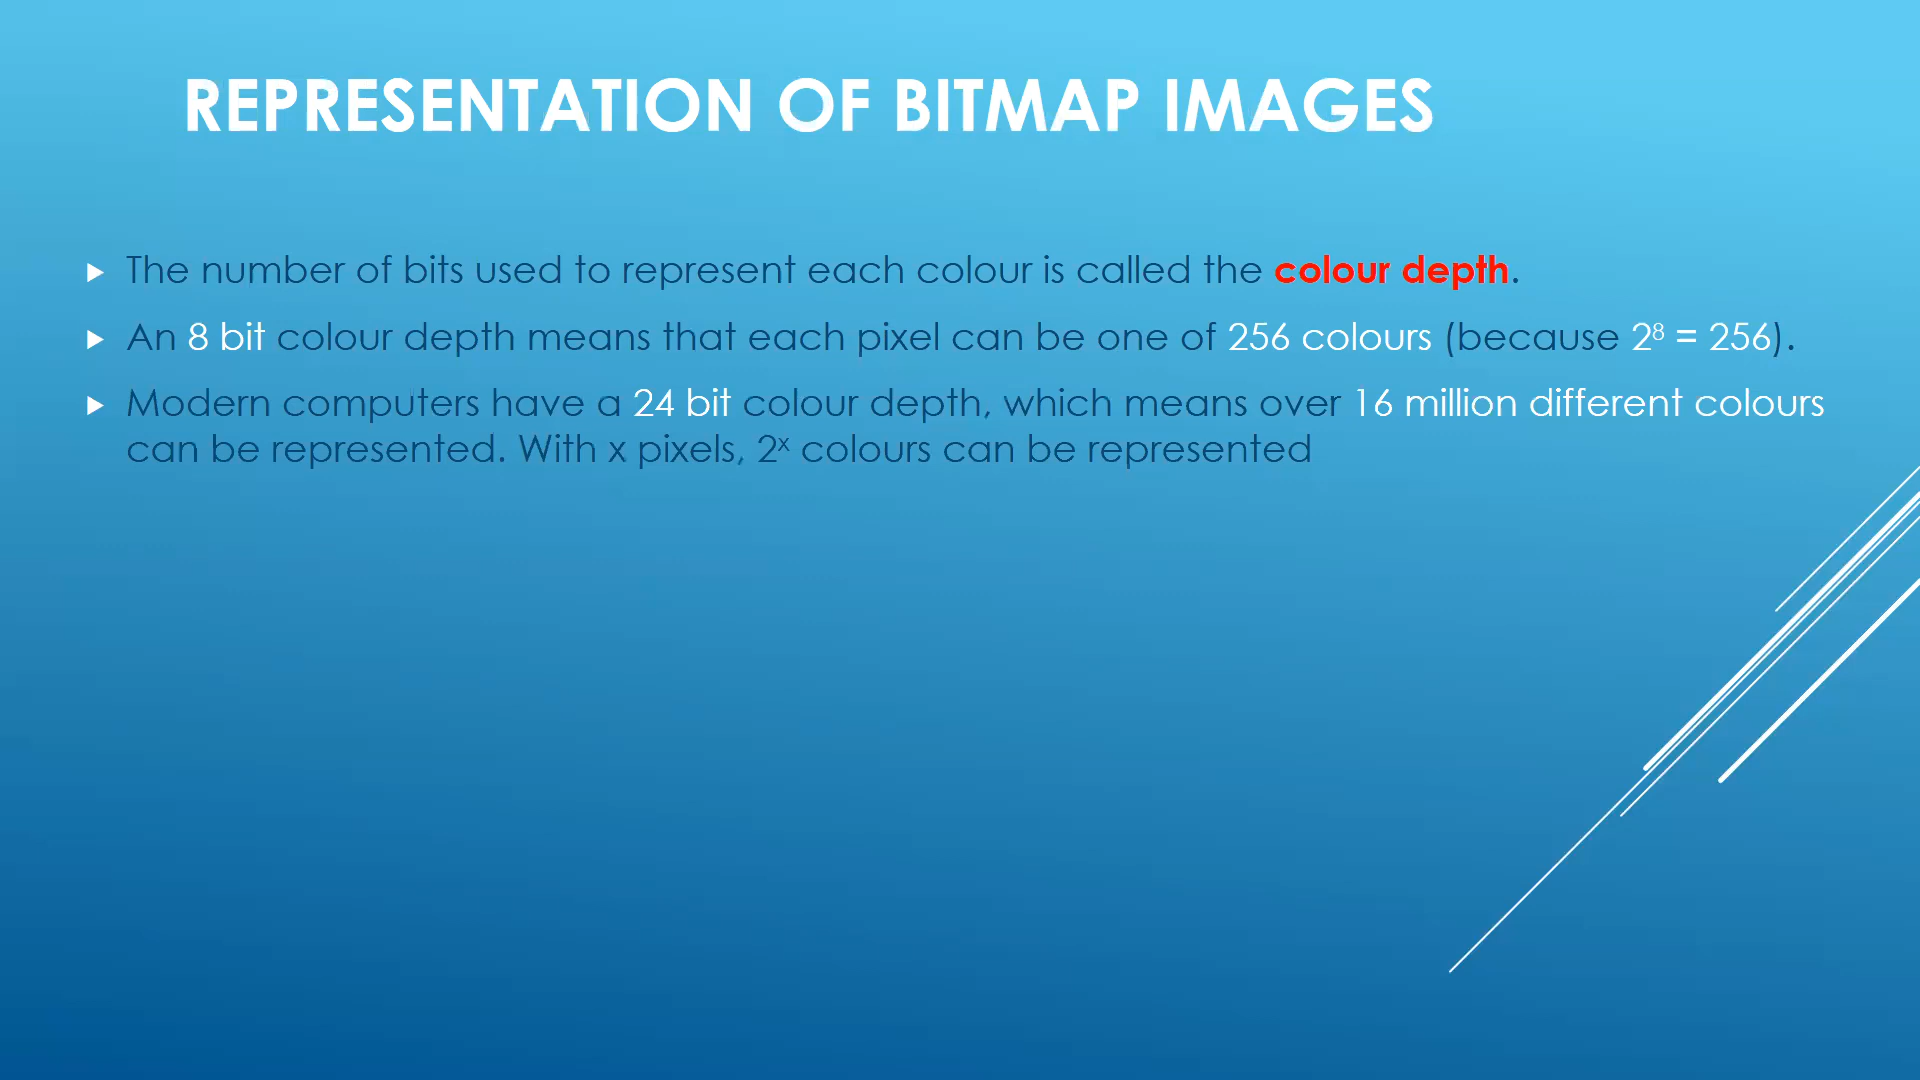 REPRESENTATION OF BITMAP IMAGES
The number of bits used to represent each colour is called the colour depth.
An 8 bit colour depth means that each pixel can be one of 256 colours (because 2⁸ = 256).
Modern computers have a 24 bit colour depth, which means over 16 million different colours
can be represented. With x pixels, 2ˣ colours can be represented